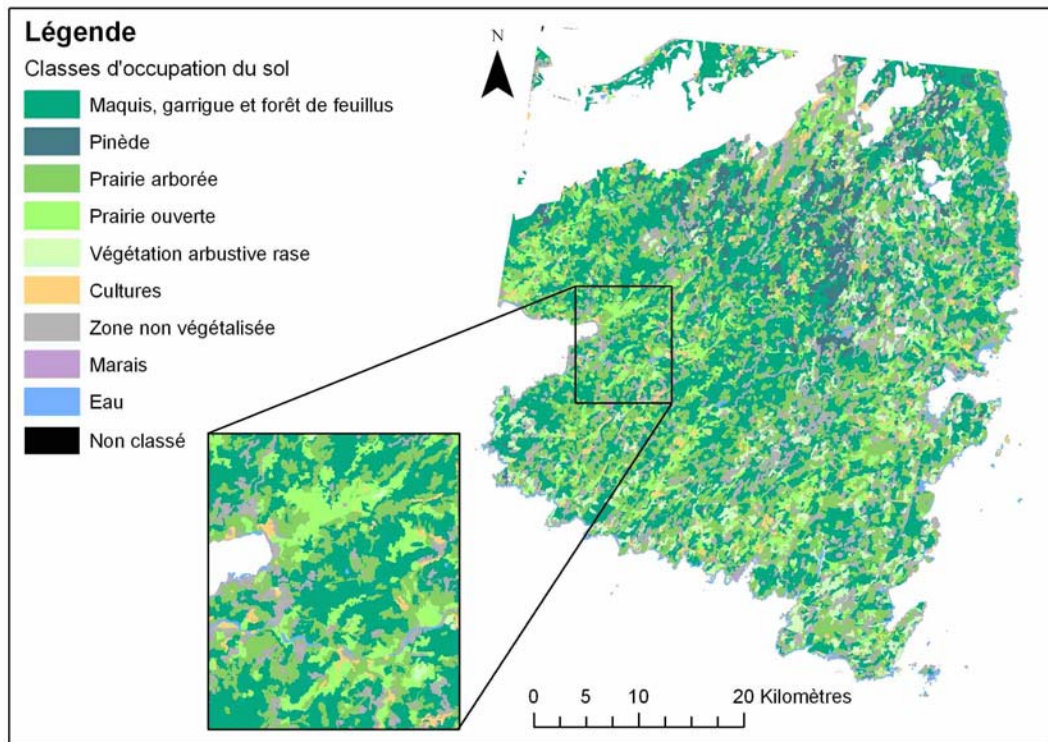 Légende
Classes d'occupation du sol
Maquis, garrigue et forêt de feuillus
Pinède
Prairie arborée
Prairie ouverte
Végétation arbustive rase
Cultures
Zone non végétalisée
Marais
Eau
Non classé
N
0 5 10 20 Kilomètres